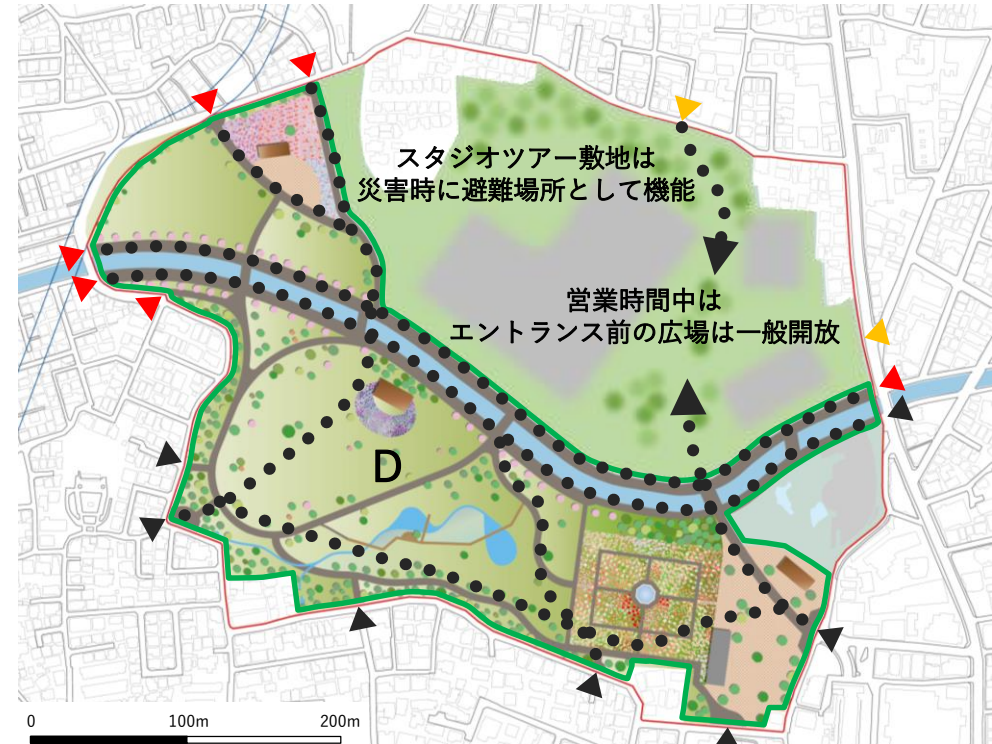 スタジオツアー敷地は
災害時に避難場所として機能
営業時間中は
エントランス前の広場は一般開放
D
0 100m 200m